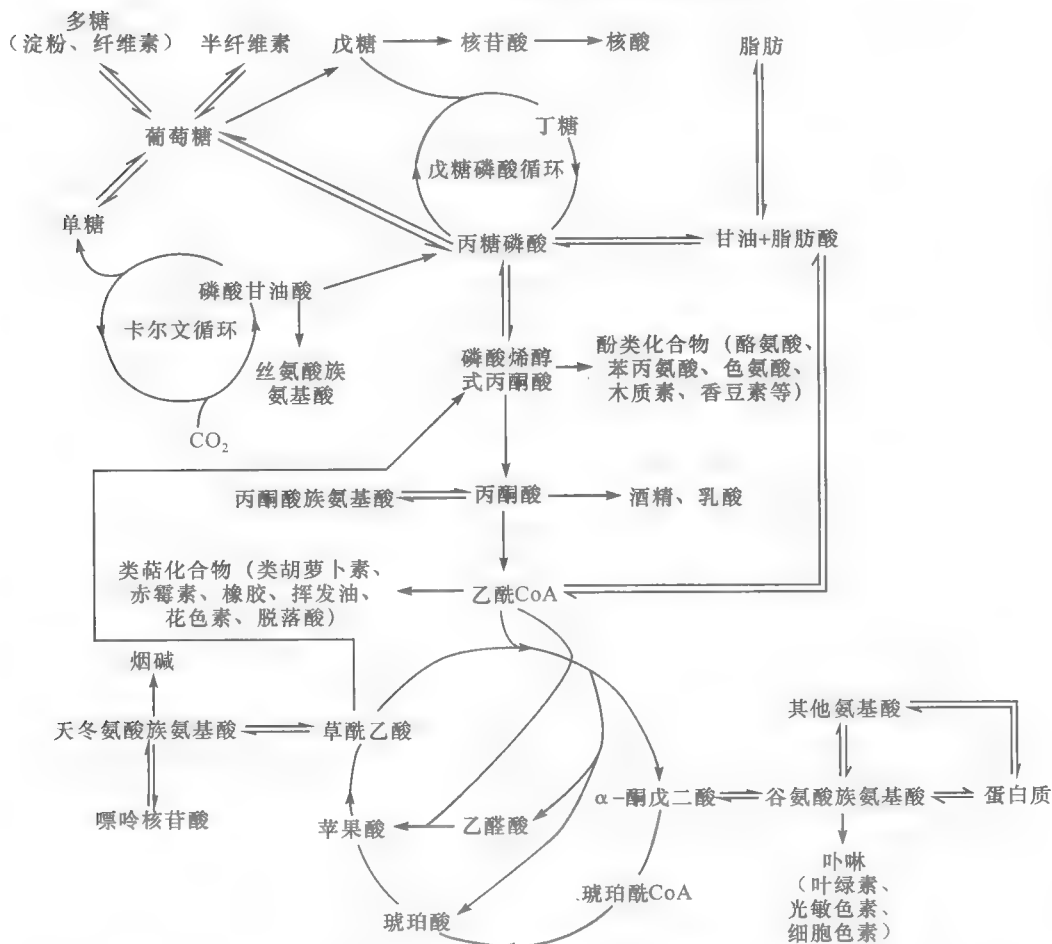 多糖
（淀粉、纤维素）
半纤维素
戊糖
核苷酸
核酸
脂肪
葡萄糖
丁糖
戊糖磷酸循环
单糖
丙糖磷酸
甘油+脂肪酸
磷酸甘油酸
卡尔文循环
丝氨酸族
氨基酸
CO₂
磷酸烯醇
式丙酮酸
酚类化合物（酪氨酸、
苯丙氨酸、色氨酸、
木质素、香豆素等）
丙酮酸族氨基酸
丙酮酸
酒精、乳酸
类萜化合物（类胡萝卜素、
赤霉素、橡胶、挥发油、
花色素、脱落酸）
乙酰CoA
烟碱
天冬氨酸族氨基酸
草酰乙酸
其他氨基酸
嘌呤核苷酸
苹果酸
乙醛酸
α-酮戊二酸
谷氨酸族氨基酸
蛋白质
琥珀酸
琥珀酰CoA
卟啉
（叶绿素、
光敏色素、
细胞色素）